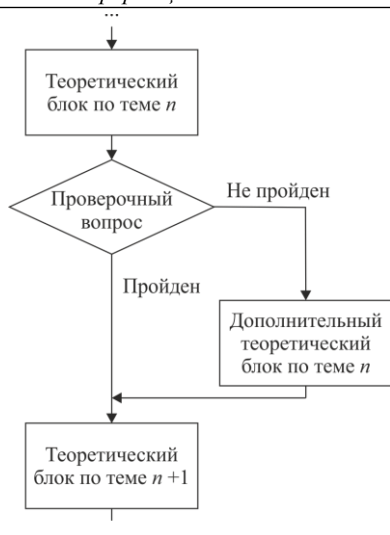 ...
Теоретический
блок по теме n
Проверочный
вопрос
Не пройден
Пройден
Дополнительный
теоретический
блок по теме n
Теоретический
блок по теме n +1